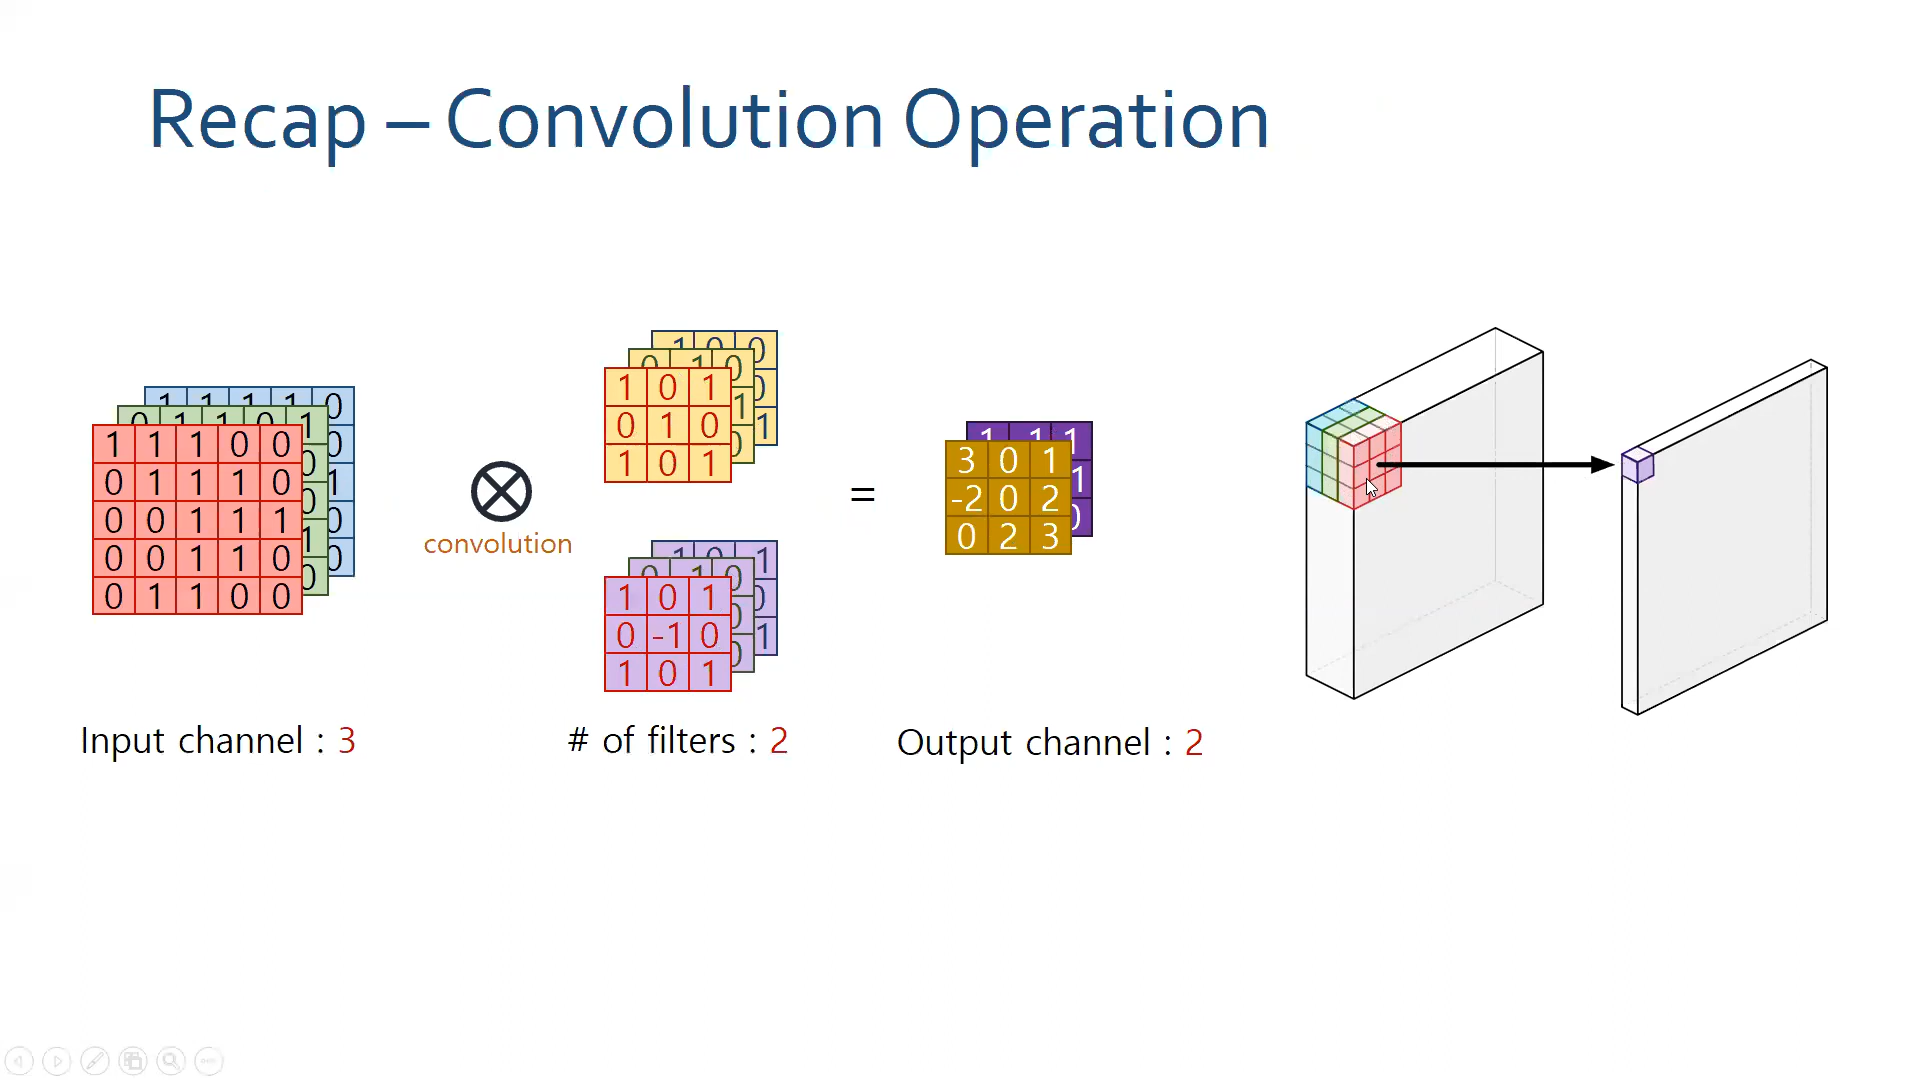 Recap – Convolution Operation
1 1 1 1 0
0 1 1 0 1
1 1 1 0 0
0 1 1 1 0
0 0 1 1 1
0 0 1 1 0
0 1 1 0 0
convolution
1 0 0
0 1 0
1 0 1
0 1 0
1 0 1
1 0 1
0 1 0
1 0 1
0 -1 0
1 0 1
=
1 1 1
3 0 1
-2 0 2
0 2 3
Input channel : 3
# of filters : 2
Output channel : 2